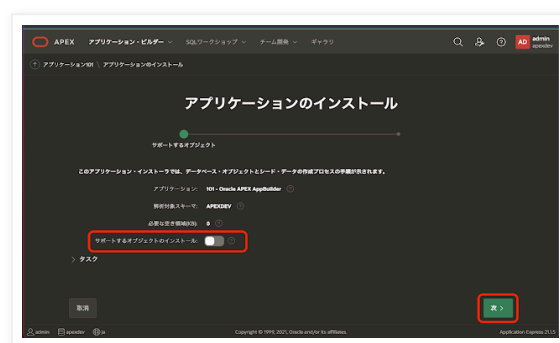 APEX アプリケーション・ビルダー SQLワークショップ チーム開発 ギャラリ AD admin apexdev
アプリケーション101 \ アプリケーションのインストール
アプリケーションのインストール
サポートするオブジェクト
このアプリケーション・インストーラでは、データベース・オブジェクトとシード・データの作成プロセスの手順が示されます。
アプリケーション: 101 - Oracle APEX AppBuilder
解析対象スキーマ: APEXDEV
必要な空き領域(KB): 0
サポートするオブジェクトのインストール:
> タスク
取消
次 >
admin apexdev ja Copyright © 1999, 2021, Oracle and/or its affiliates. Application Express 21.1.5